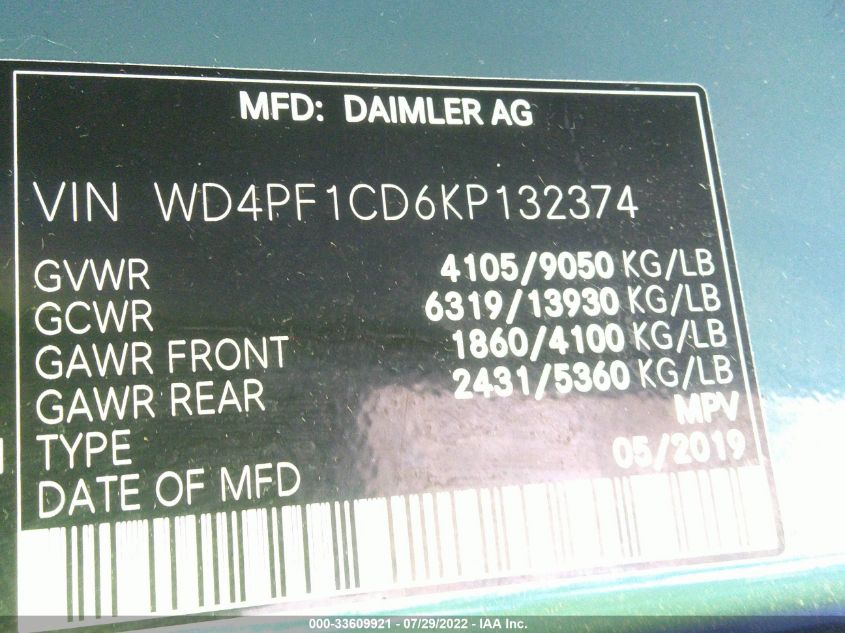 MFD: DAIMLER AG
VIN WD4PF1CD6KP132374
GVWR 4105/9050 KG/LB
GCWR 6319/13930 KG/LB
GAWR FRONT 1860/4100 KG/LB
GAWR REAR 2431/5360 KG/LB
TYPE MPV
DATE OF MFD 05/2019
000-33609921 - 07/29/2022 - IAA Inc.